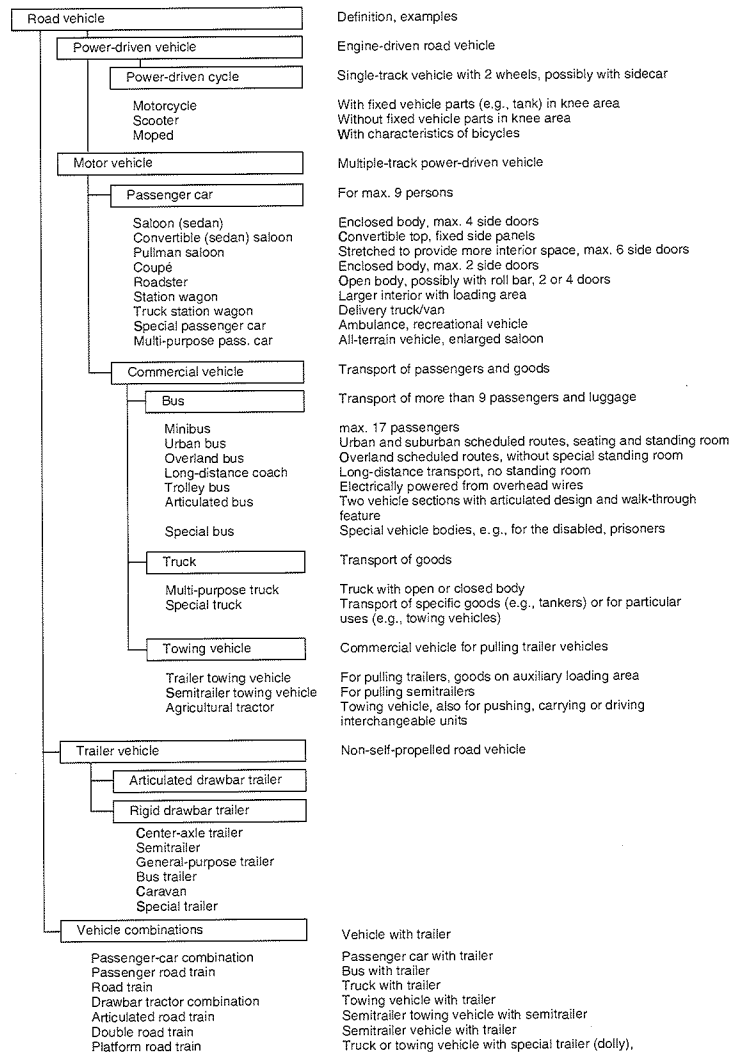 Road vehicle Definition, examples
Power-driven vehicle Engine-driven road vehicle
Power-driven cycle Single-track vehicle with 2 wheels, possibly with sidecar
Motorcycle With fixed vehicle parts (e.g., tank) in knee area
Scooter Without fixed vehicle parts in knee area
Moped With characteristics of bicycles
Motor vehicle Multiple-track power-driven vehicle
Passenger car For max. 9 persons
Saloon (sedan) Enclosed body, max. 4 side doors
Convertible (sedan) saloon Convertible top, fixed side panels
Pullman saloon Stretched to provide more interior space, max. 6 side doors
Coupé Enclosed body, max. 2 side doors
Roadster Open body, possibly with roll bar, 2 or 4 doors
Station wagon Larger interior with loading area
Truck station wagon Delivery truck/van
Special passenger car Ambulance, recreational vehicle
Multi-purpose pass. car All-terrain vehicle, enlarged saloon
Commercial vehicle Transport of passengers and goods
Bus Transport of more than 9 passengers and luggage
Minibus max. 17 passengers
Urban bus Urban and suburban scheduled routes, seating and standing room
Overland bus Overland scheduled routes, without special standing room
Long-distance coach Long-distance transport, no standing room
Trolley bus Electrically powered from overhead wires
Articulated bus Two vehicle sections with articulated design and walk-through
feature
Special bus Special vehicle bodies, e.g., for the disabled, prisoners
Truck Transport of goods
Multi-purpose truck Truck with open or closed body
Special truck Transport of specific goods (e.g., tankers) or for particular
uses (e.g., towing vehicles)
Towing vehicle Commercial vehicle for pulling trailer vehicles
Trailer towing vehicle For pulling trailers, goods on auxiliary loading area
Semitrailer towing vehicle For pulling semitrailers
Agricultural tractor Towing vehicle, also for pushing, carrying or driving
interchangeable units
Trailer vehicle Non-self-propelled road vehicle
Articulated drawbar trailer
Rigid drawbar trailer
Center-axle trailer
Semitrailer
General-purpose trailer
Bus trailer
Caravan
Special trailer
Vehicle combinations Vehicle with trailer
Passenger-car combination Passenger car with trailer
Passenger road train Bus with trailer
Road train Truck with trailer
Drawbar tractor combination Towing vehicle with trailer
Articulated road train Semitrailer towing vehicle with semitrailer
Double road train Semitrailer vehicle with trailer
Platform road train Truck or towing vehicle with special trailer (dolly),